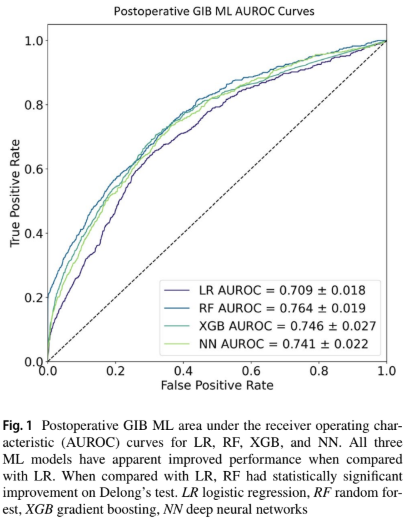 Postoperative GIB ML AUROC Curves
1.0
0.8
0.6
0.4
0.2
0.0
True Positive Rate
LR AUROC = 0.709 ± 0.018
RF AUROC = 0.764 ± 0.019
XGB AUROC = 0.746 ± 0.027
NN AUROC = 0.741 ± 0.022
0.0 0.2 0.4 0.6 0.8 1.0
False Positive Rate
Fig. 1 Postoperative GIB ML area under the receiver operating char-
acteristic (AUROC) curves for LR, RF, XGB, and NN. All three
ML models have apparent improved performance when compared
with LR. When compared with LR, RF had statistically significant
improvement on Delong's test. LR logistic regression, RF random for-
est, XGB gradient boosting, NN deep neural networks